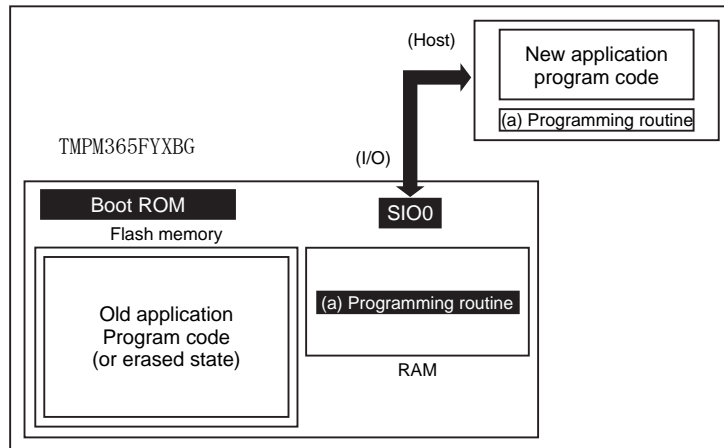 (Host)
New application
program code
(a) Programming routine
TMPM365FYXBG
(I/O)
Boot ROM
SIO0
Flash memory
Old application
Program code
(or erased state)
(a) Programming routine
RAM